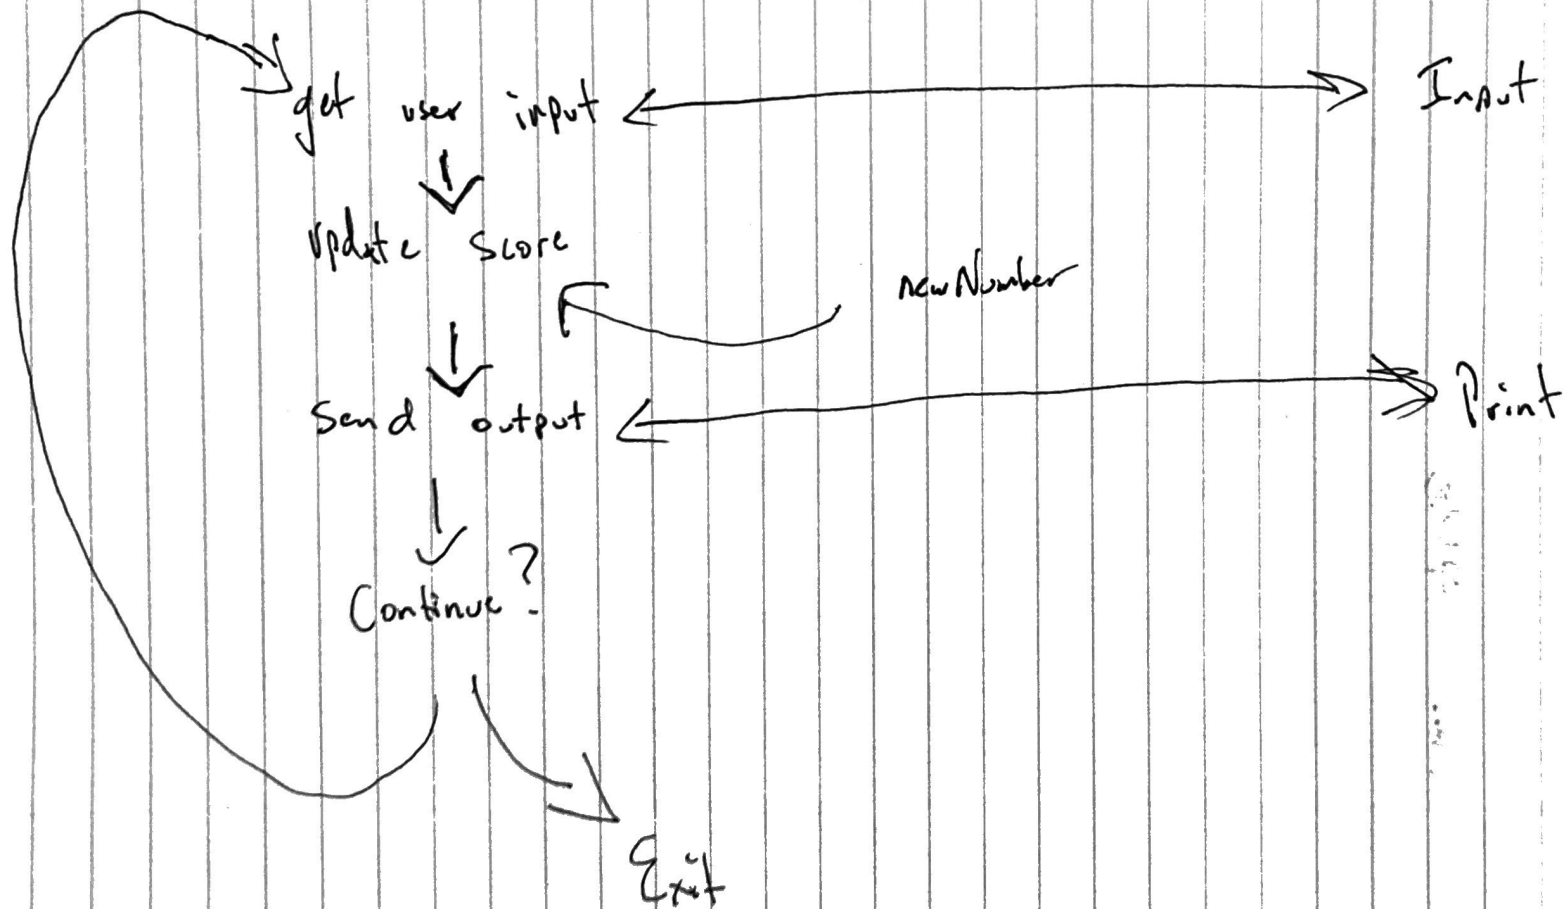 get user input
Input
update score
newNumber
Send output
Print
Continue?
Exit